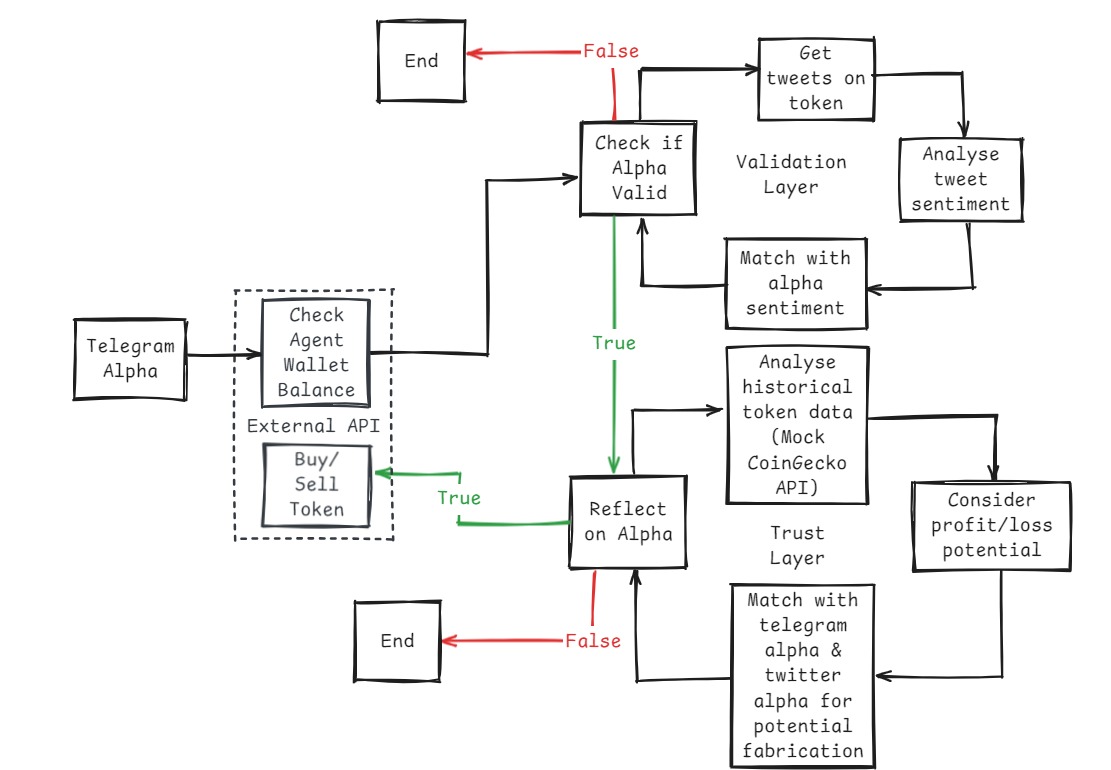 End
False
Get
tweets on
token
Check if
Alpha
Valid
Validation
Layer
Analyse
tweet
sentiment
Match with
alpha
sentiment
True
Telegram
Alpha
Check
Agent
Wallet
Balance
External API
Buy/
Sell
Token
True
Reflect
on Alpha
Analyse
historical
token data
(Mock
CoinGecko
API)
Consider
profit/loss
potential
Trust
Layer
Match with
telegram
alpha &
twitter
alpha for
potential
fabrication
False
End